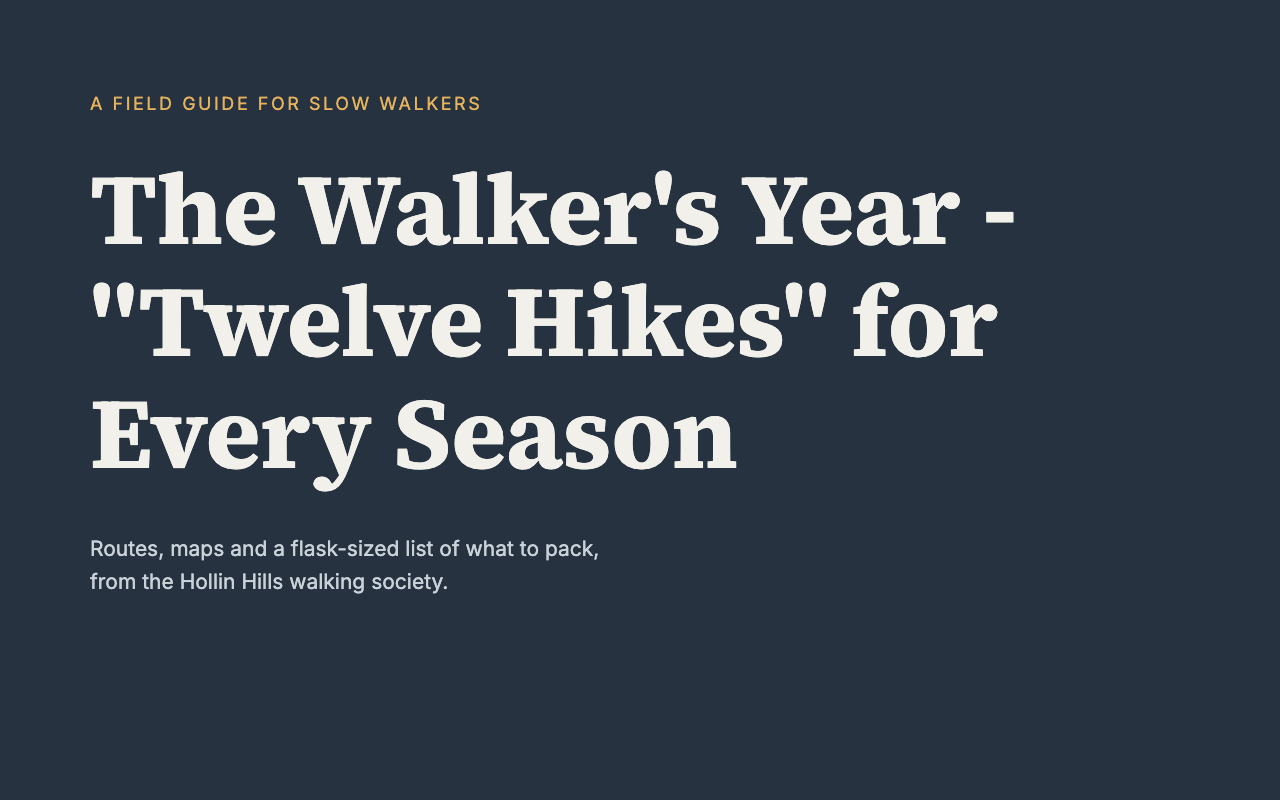 A FIELD GUIDE FOR SLOW WALKERS
The Walker's Year -
"Twelve Hikes" for
Every Season
Routes, maps and a flask-sized list of what to pack,
from the Hollin Hills walking society.